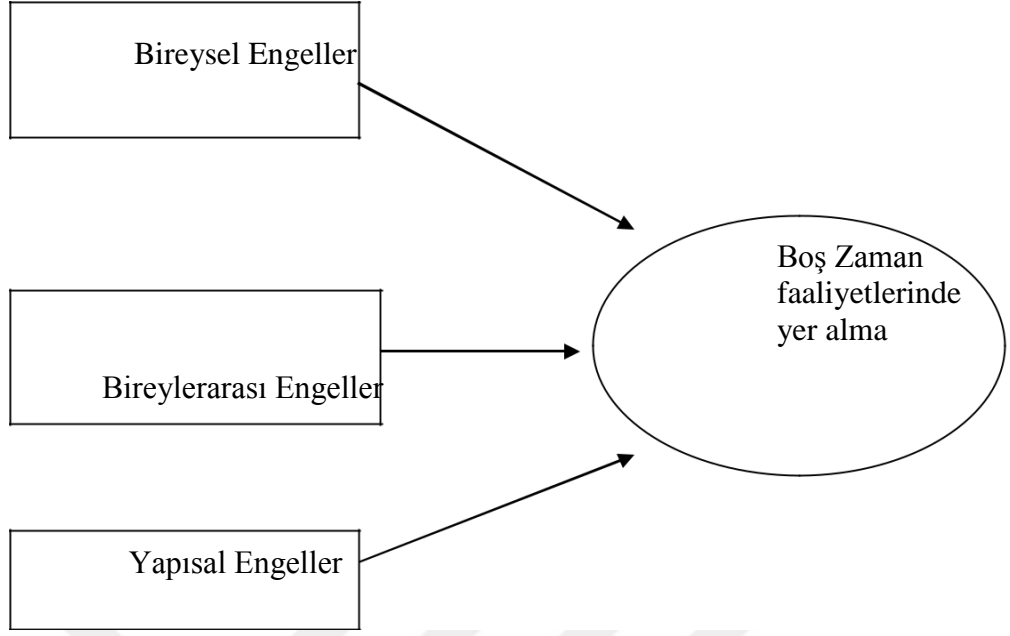 Bireysel Engeller
Boş Zaman
faaliyetlerinde
yer alma
Bireylerarası Engeller
Yapısal Engeller